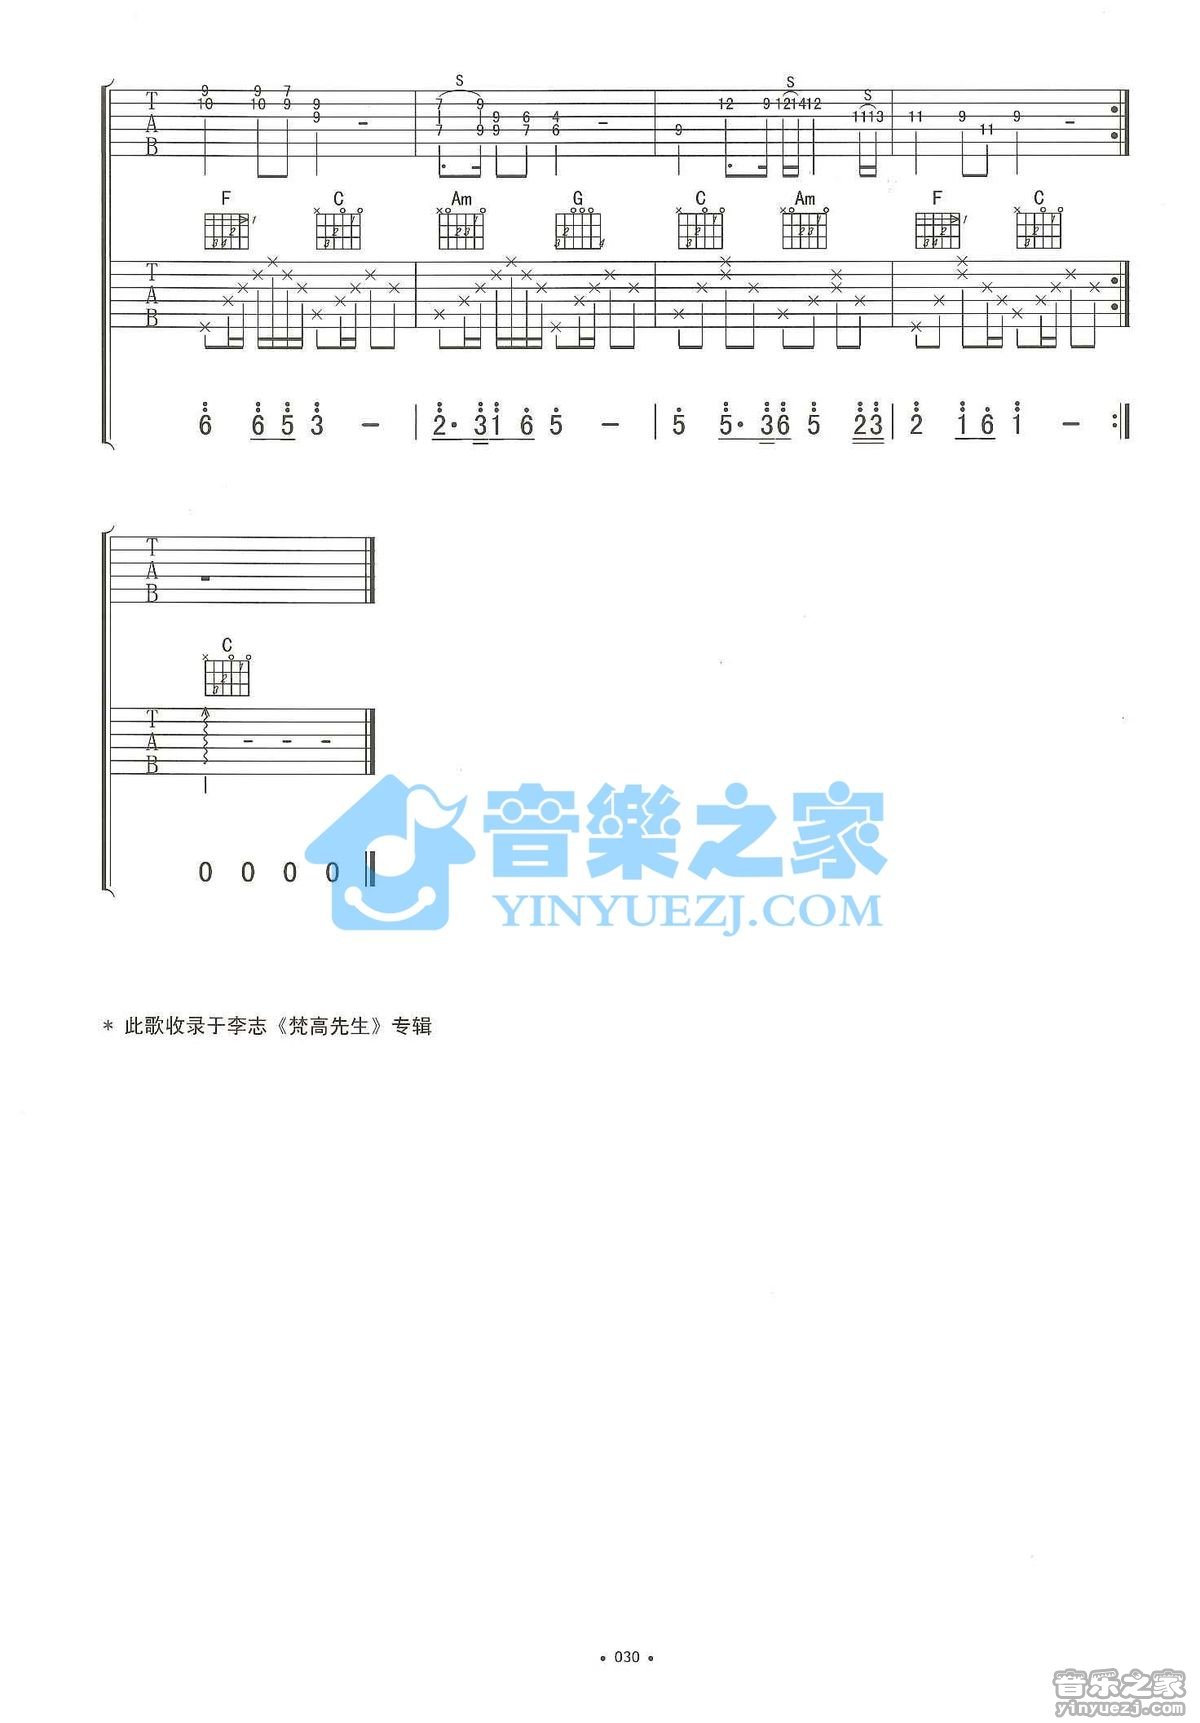 S S S
9 9 7
10 10 9 9 7 9 12 9 12 14 12
9 9 6 4 11 13 11 9 9
7 9 9 7 6 9 11
T
A
B
F C Am G C Am F C
T
A
B
6 6 5 3 - 2· 3 1 6 5 - 5 5· 3 6 5 2 3 2 1 6 1 -
T
A
B
C
T
A
B
0 0 0 0
音樂之家
YINYUEZJ.COM
* 此歌收录于李志《梵高先生》专辑
• 030 •
音乐之家
yinyuezj.com